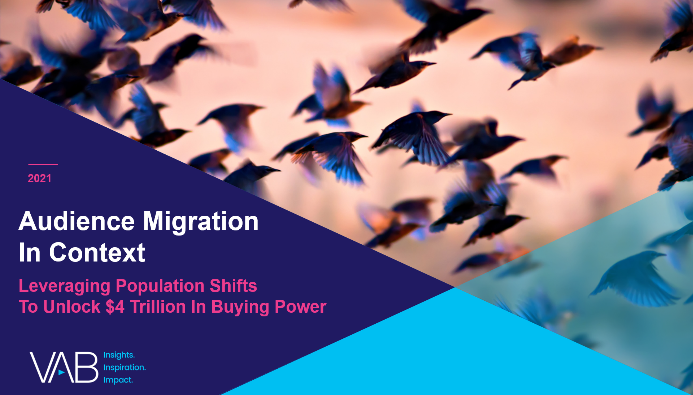 2021
Audience Migration
In Context
Leveraging Population Shifts
To Unlock $4 Trillion In Buying Power
VAB
Insights.
Inspiration.
Impact.